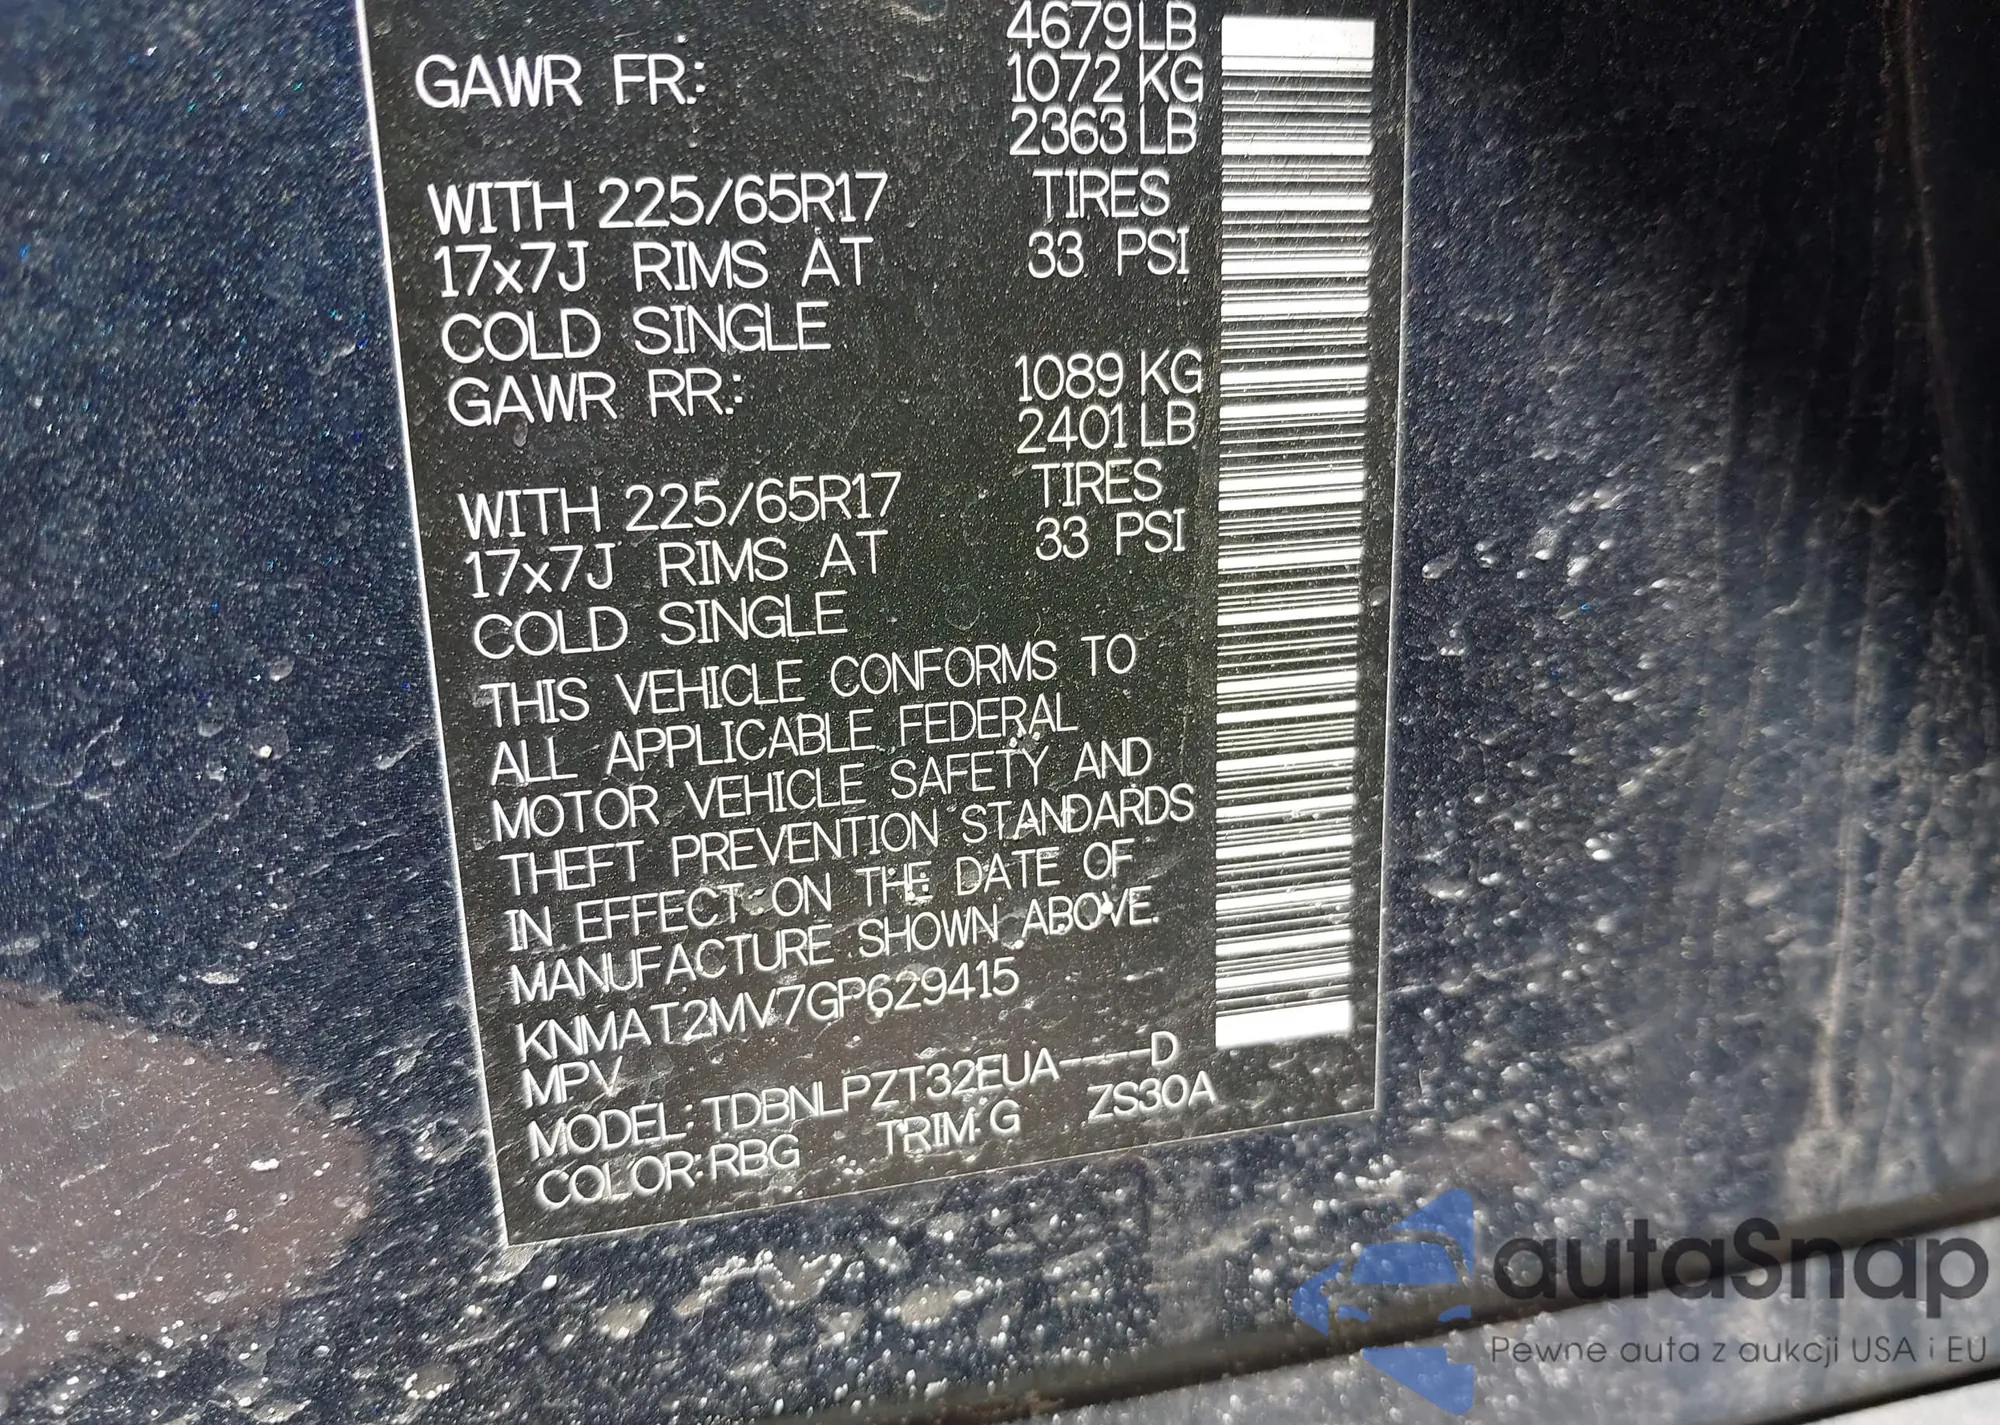 4679 LB
GAWR FR.: 1072 KG
2363 LB
WITH 225/65R17 TIRES
17x7J RIMS AT 33 PSI
COLD SINGLE
GAWR RR.: 1089 KG
2401 LB
WITH 225/65R17 TIRES
17x7J RIMS AT 33 PSI
COLD SINGLE
THIS VEHICLE CONFORMS TO
ALL APPLICABLE FEDERAL
MOTOR VEHICLE SAFETY AND
THEFT PREVENTION STANDARDS
IN EFFECT ON THE DATE OF
MANUFACTURE SHOWN ABOVE.
KNMAT2MV7GP629415
MPV
MODEL: TDBNLPZT32EUA----D
COLOR: RBG TRIM: G ZS30A
autaSnap
Pewne auta z aukcji USA i EU